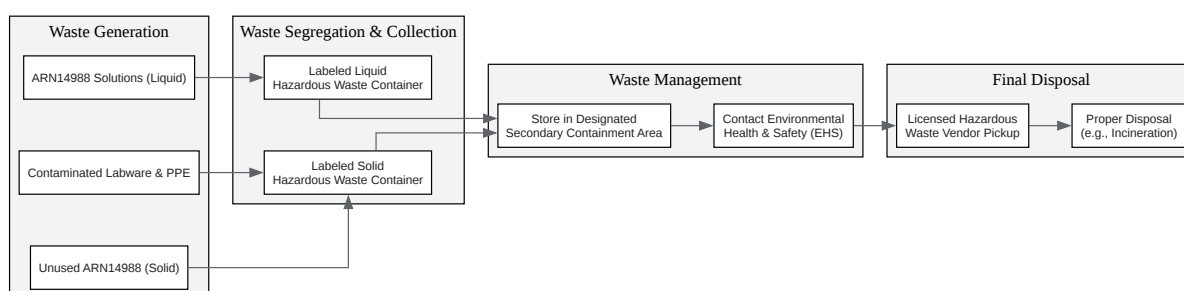 Waste Generation
ARN14988 Solutions (Liquid)
Contaminated Labware & PPE
Unused ARN14988 (Solid)
Waste Segregation & Collection
Labeled Liquid
Hazardous Waste Container
Labeled Solid
Hazardous Waste Container
Waste Management
Store in Designated
Secondary Containment Area
Contact Environmental
Health & Safety (EHS)
Final Disposal
Licensed Hazardous
Waste Vendor Pickup
Proper Disposal
(e.g., Incineration)